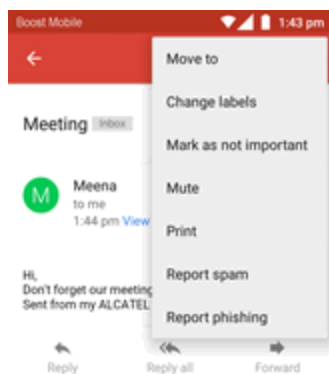 Boost Mobile 1:43 pm
Move to
Change labels
Meeting Inbox
Mark as not important
M Meena
to me
1:44 pm View
Mute
Print
Hi,
Don't forget our meeting
Sent from my ALCATEL
Report spam
Report phishing
Reply Reply all Forward